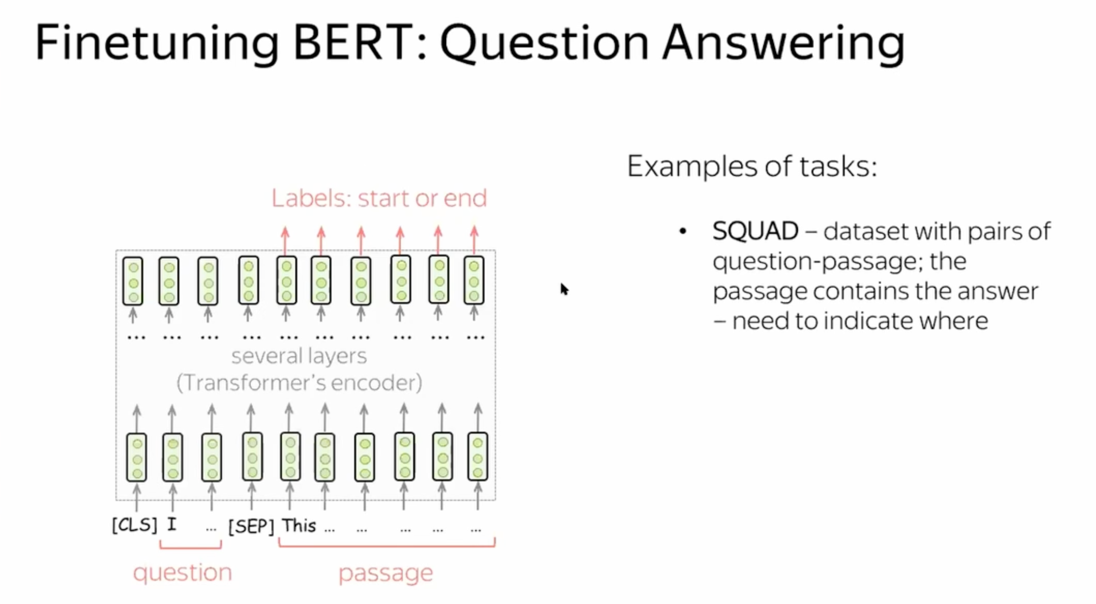 Finetuning BERT: Question Answering
Examples of tasks:
• SQUAD – dataset with pairs of
question-passage; the
passage contains the answer
– need to indicate where
Labels: start or end
... ... ... ... ... ... ... ... ... ...
several layers
(Transformer's encoder)
[CLS] I ... [SEP] This ... ... ... ... ...
question passage